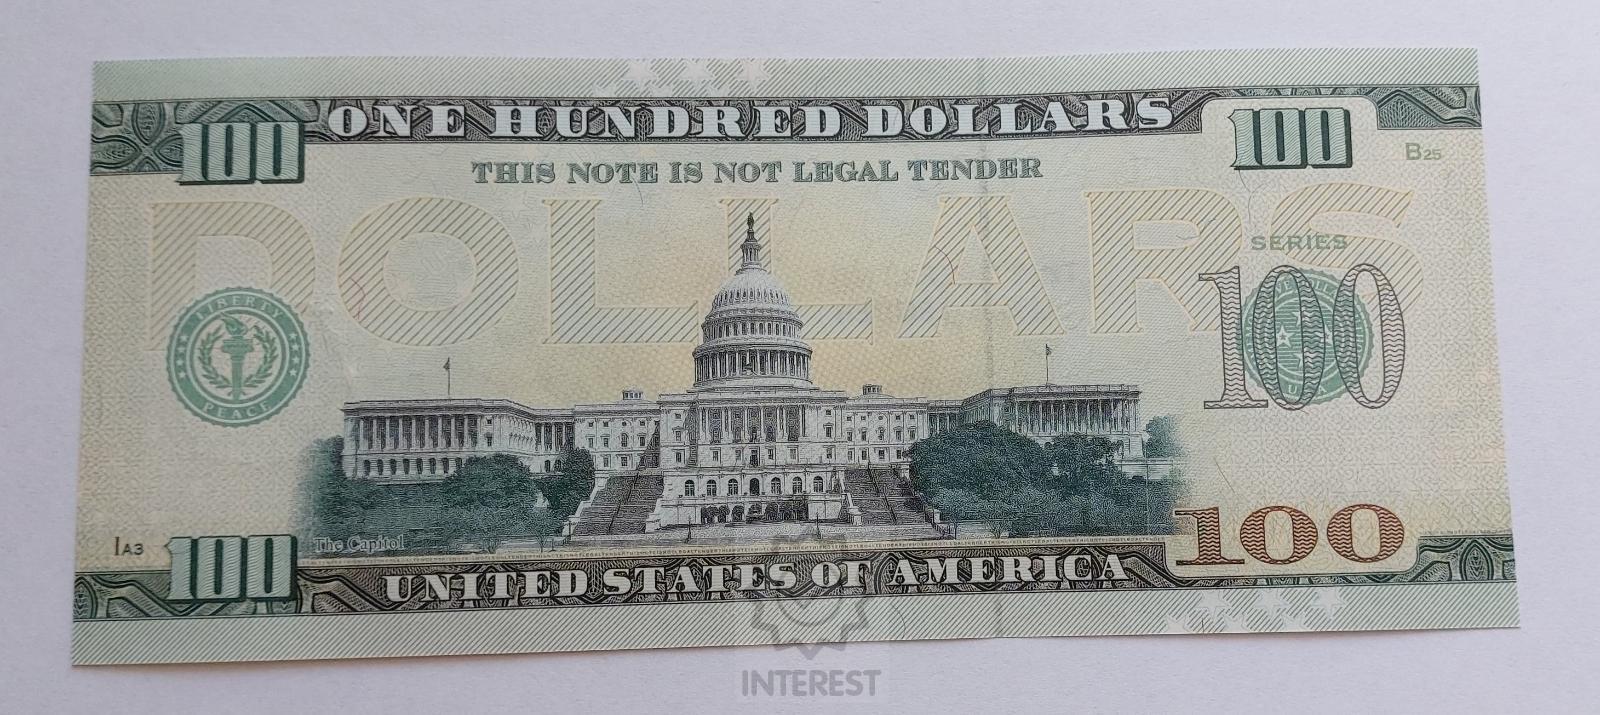 ONE HUNDRED DOLLARS
100
100
THIS NOTE IS NOT LEGAL TENDER
B25
DOLLARS
SERIES
100
LIBERTY
PEACE
IA3
100
The Capitol
100
UNITED STATES OF AMERICA
INTEREST